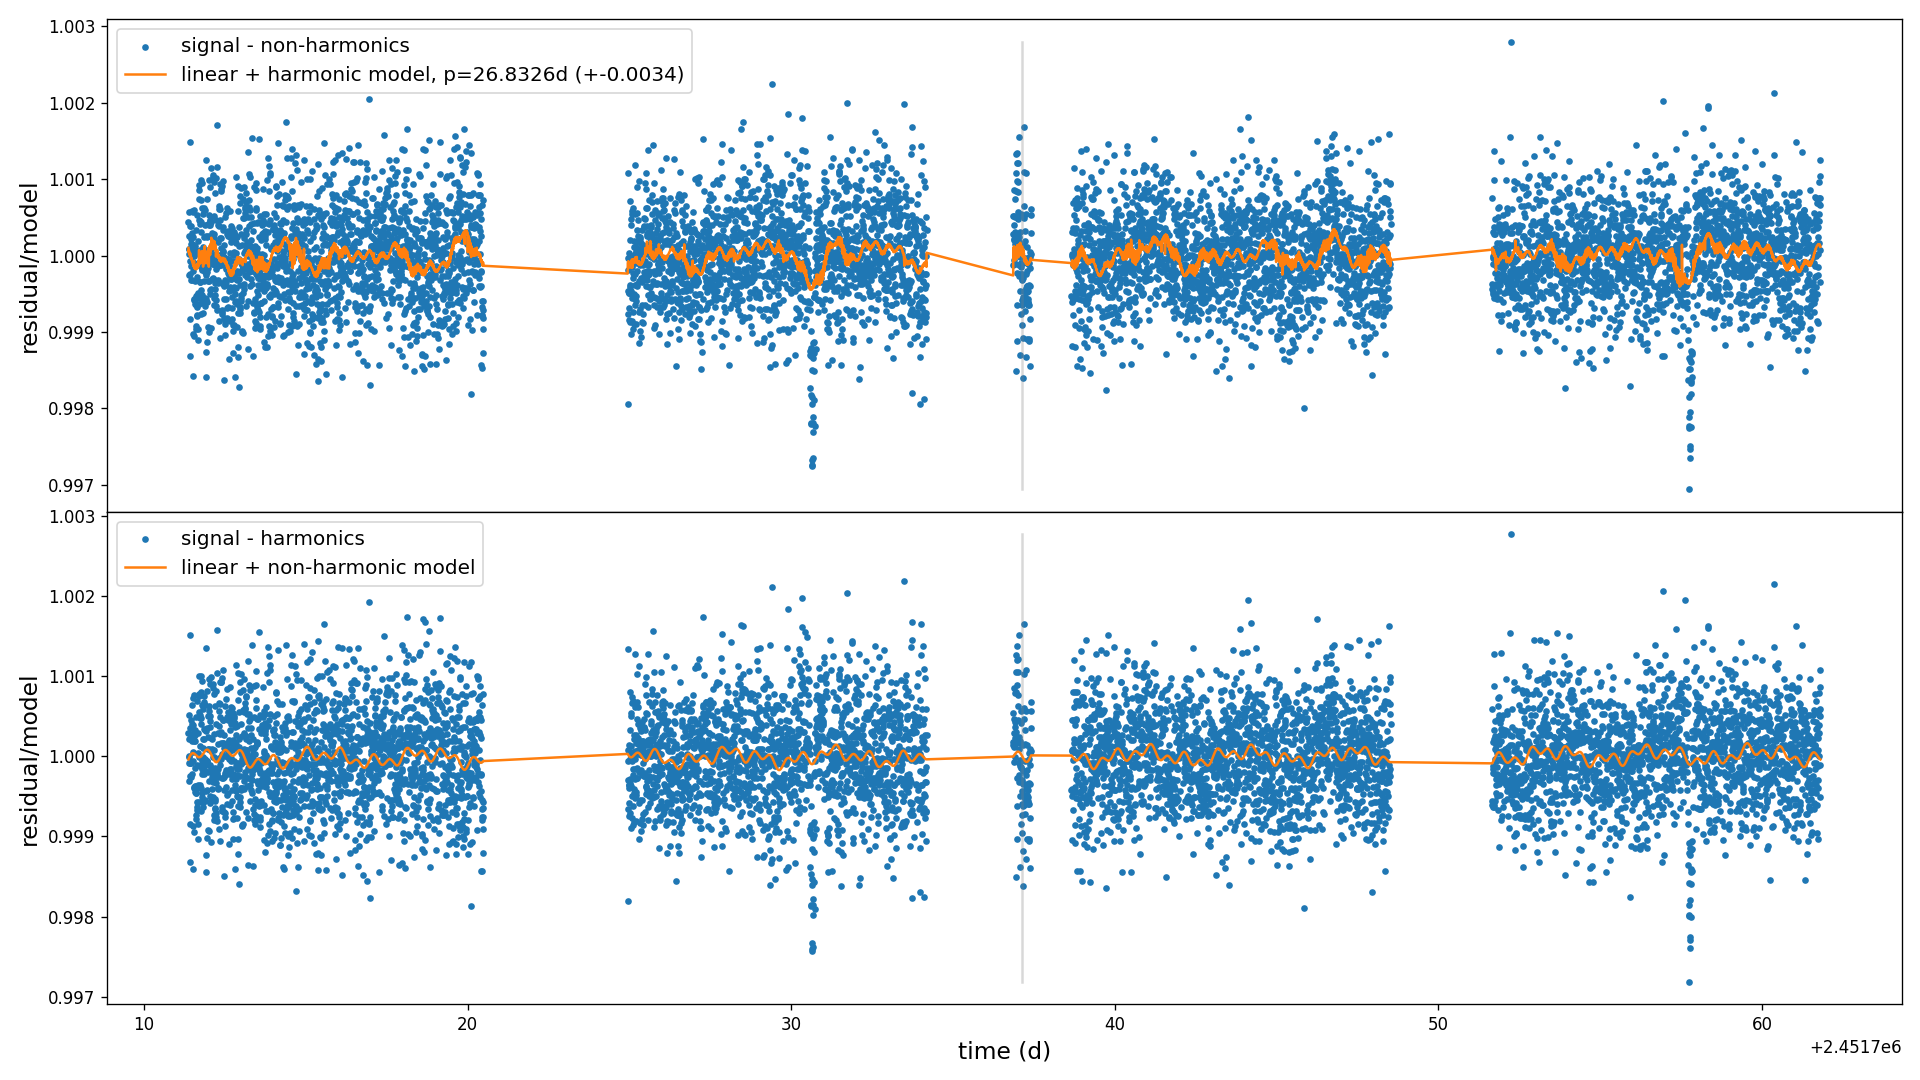 1.003
1.002
1.001
1.000
0.999
0.998
0.997
residual/model
signal - non-harmonics
linear + harmonic model, p=26.8326d (+-0.0034)
1.003
1.002
1.001
1.000
0.999
0.998
0.997
residual/model
signal - harmonics
linear + non-harmonic model
10
20
30
40
50
60
time (d)
+2.4517e6